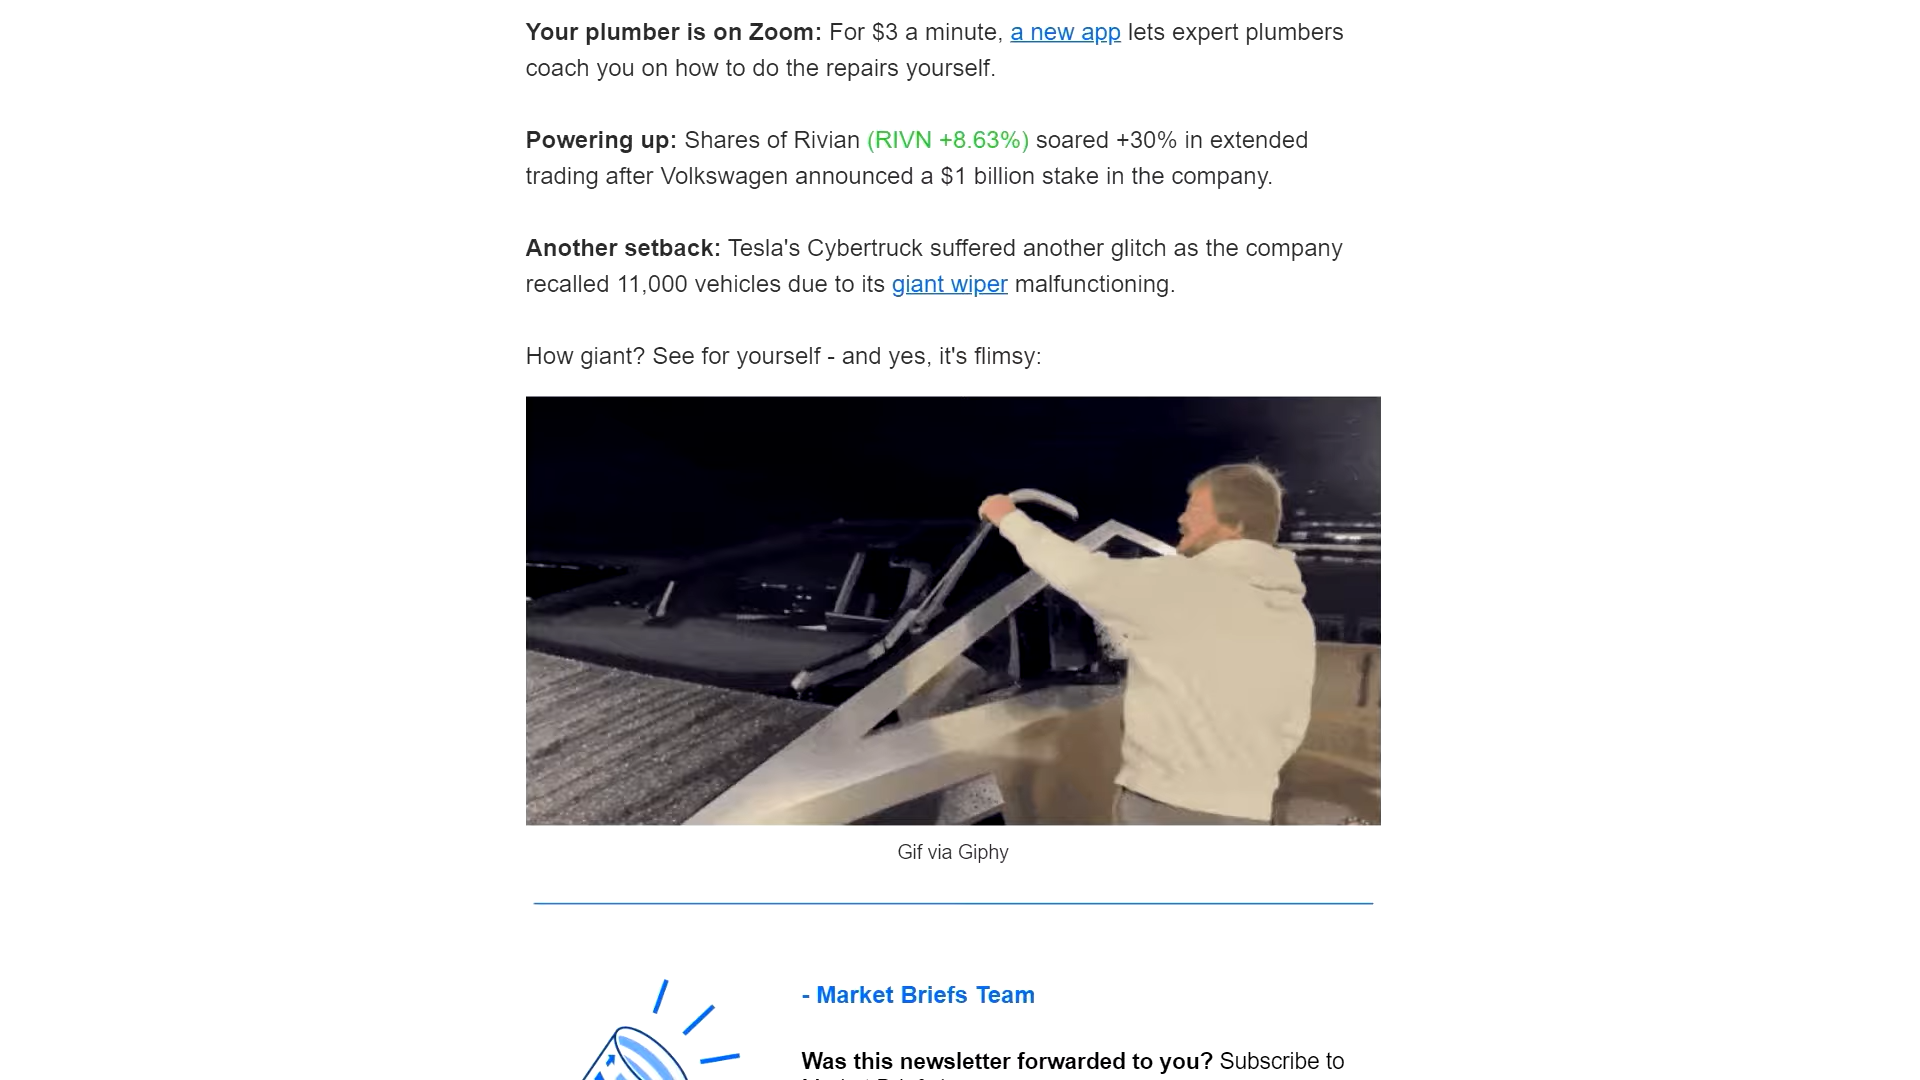 Your plumber is on Zoom: For $3 a minute, a new app lets expert plumbers
coach you on how to do the repairs yourself.
Powering up: Shares of Rivian (RIVN +8.63%) soared +30% in extended
trading after Volkswagen announced a $1 billion stake in the company.
Another setback: Tesla's Cybertruck suffered another glitch as the company
recalled 11,000 vehicles due to its giant wiper malfunctioning.
How giant? See for yourself - and yes, it's flimsy:
Gif via Giphy
- Market Briefs Team
Was this newsletter forwarded to you? Subscribe to